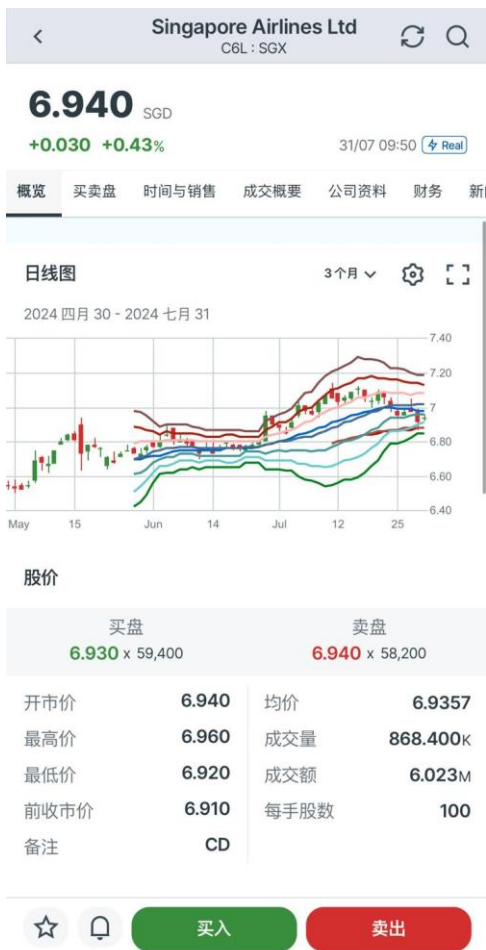 Singapore Airlines Ltd
C6L : SGX
6.940 SGD
+0.030 +0.43%
31/07 09:50 Real
概览 买卖盘 时间与销售 成交概要 公司资料 财务
日线图
3个月
2024 四月 30 - 2024 七月 31
7.40
7.20
7
6.80
6.60
6.40
May 15 Jun 14 Jul 12 25
股价
买盘 卖盘
6.930 x 59,400 6.940 x 58,200
开市价 6.940 均价 6.9357
最高价 6.960 成交量 868.400K
最低价 6.920 成交额 6.023M
前收市价 6.910 每手股数 100
备注 CD
买入 卖出